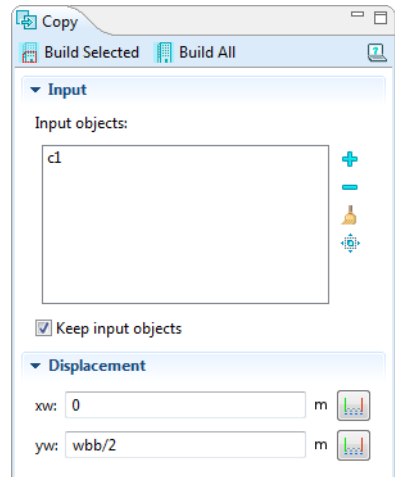 Copy
Build Selected Build All
Input
Input objects:
c1
Keep input objects
Displacement
xw: 0 m
yw: wbb/2 m